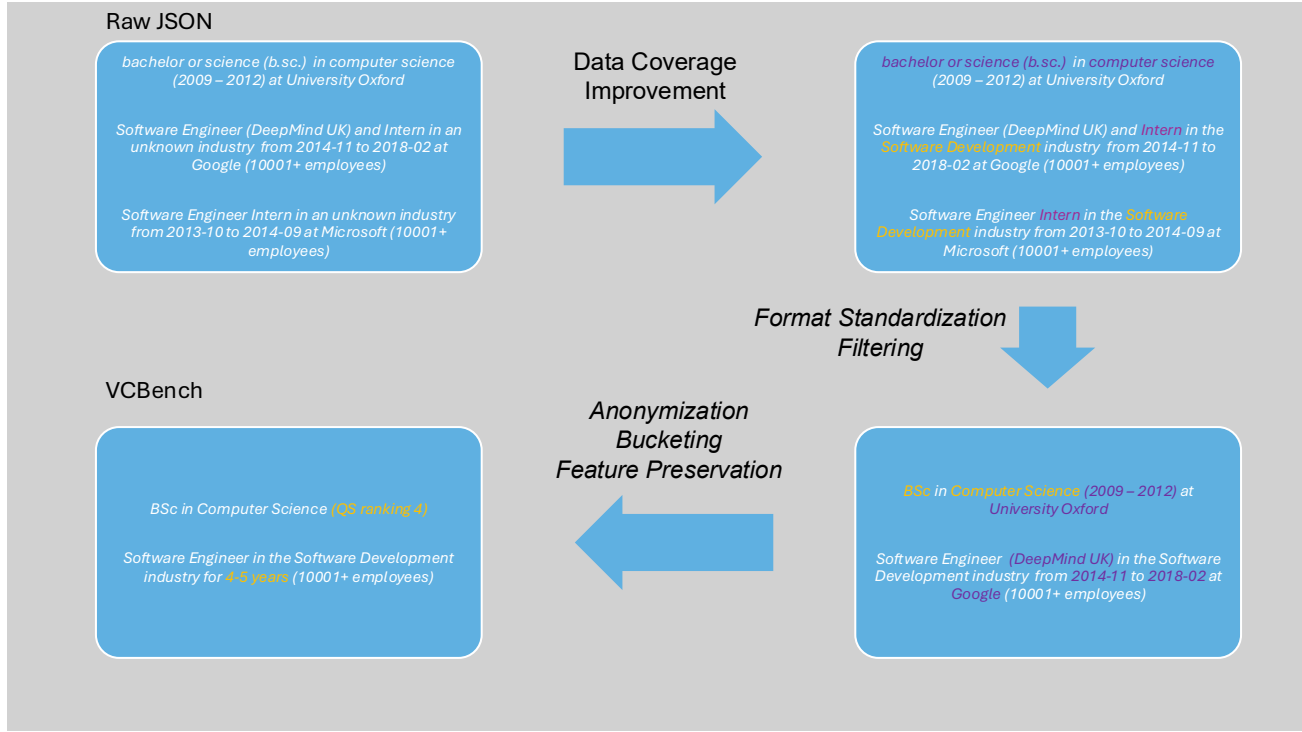 Raw JSON
bachelor or science (b.sc.) in computer science
(2009 – 2012) at University Oxford
Software Engineer (DeepMind UK) and Intern in an
unknown industry from 2014-11 to 2018-02 at
Google (10001+ employees)
Software Engineer Intern in an unknown industry
from 2013-10 to 2014-09 at Microsoft (10001+
employees)
Data Coverage
Improvement
bachelor or science (b.sc.) in computer science
(2009 – 2012) at University Oxford
Software Engineer (DeepMind UK) and Intern in the
Software Development industry from 2014-11 to
2018-02 at Google (10001+ employees)
Software Engineer Intern in the Software
Development industry from 2013-10 to 2014-09 at
Microsoft (10001+ employees)
Format Standardization
Filtering
BSc in Computer Science (2009 – 2012) at
University Oxford
Software Engineer (DeepMind UK) in the Software
Development industry from 2014-11 to 2018-02 at
Google (10001+ employees)
Anonymization
Bucketing
Feature Preservation
VCBench
BSc in Computer Science (QS ranking 4)
Software Engineer in the Software Development
industry for 4-5 years (10001+ employees)